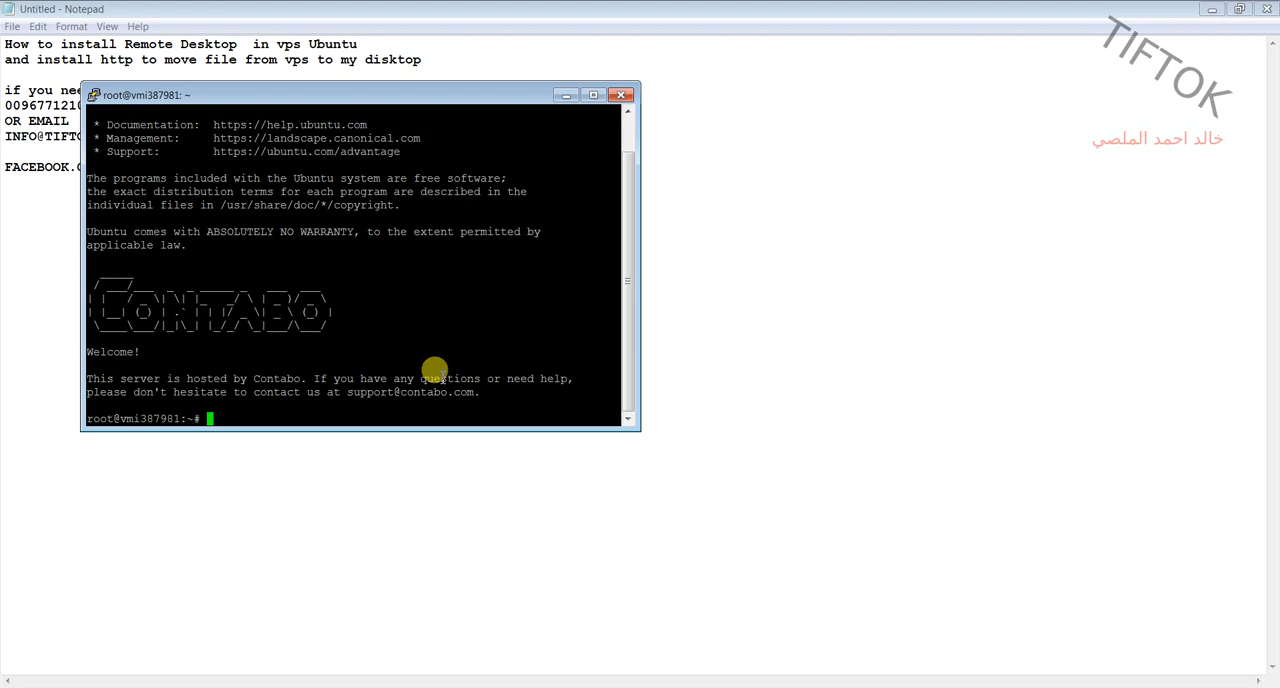 Untitled - Notepad
File Edit Format View Help
How to install Remote Desktop  in vps Ubuntu
and install http to move file from vps to my disktop
if you nee
0096771210
OR EMAIL
INFO@TIFTO
FACEBOOK.C
TIFTOK
خالد احمد الملصي
root@vmi387981: ~
* Documentation:  https://help.ubuntu.com
* Management:     https://landscape.canonical.com
* Support:        https://ubuntu.com/advantage
The programs included with the Ubuntu system are free software;
the exact distribution terms for each program are described in the
individual files in /usr/share/doc/*/copyright.
Ubuntu comes with ABSOLUTELY NO WARRANTY, to the extent permitted by
applicable law.
CONTABO
Welcome!
This server is hosted by Contabo. If you have any questions or need help,
please don't hesitate to contact us at support@contabo.com.
root@vmi387981:~#